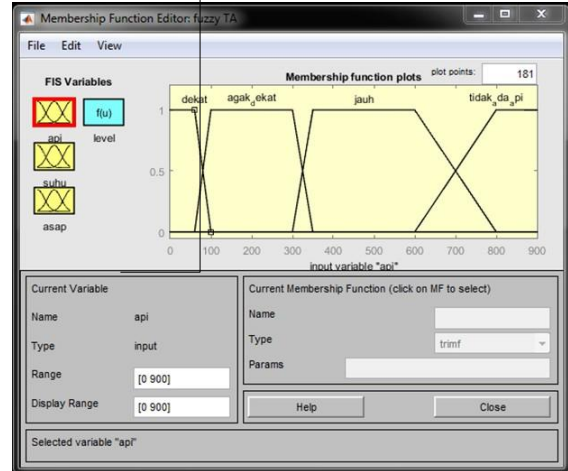 Membership Function Editor: fuzzy TA
File Edit View
FIS Variables
f(u)
api level
suhu
asap
Membership function plots plot points: 181
dekat agak_dekat jauh tidak_ada_api
1
0.5
0
0 100 200 300 400 500 600 700 800 900
input variable "api"
Current Variable
Name api
Type input
Range [0 900]
Display Range [0 900]
Current Membership Function (click on MF to select)
Name
Type trimf
Params
Help Close
Selected variable "api"